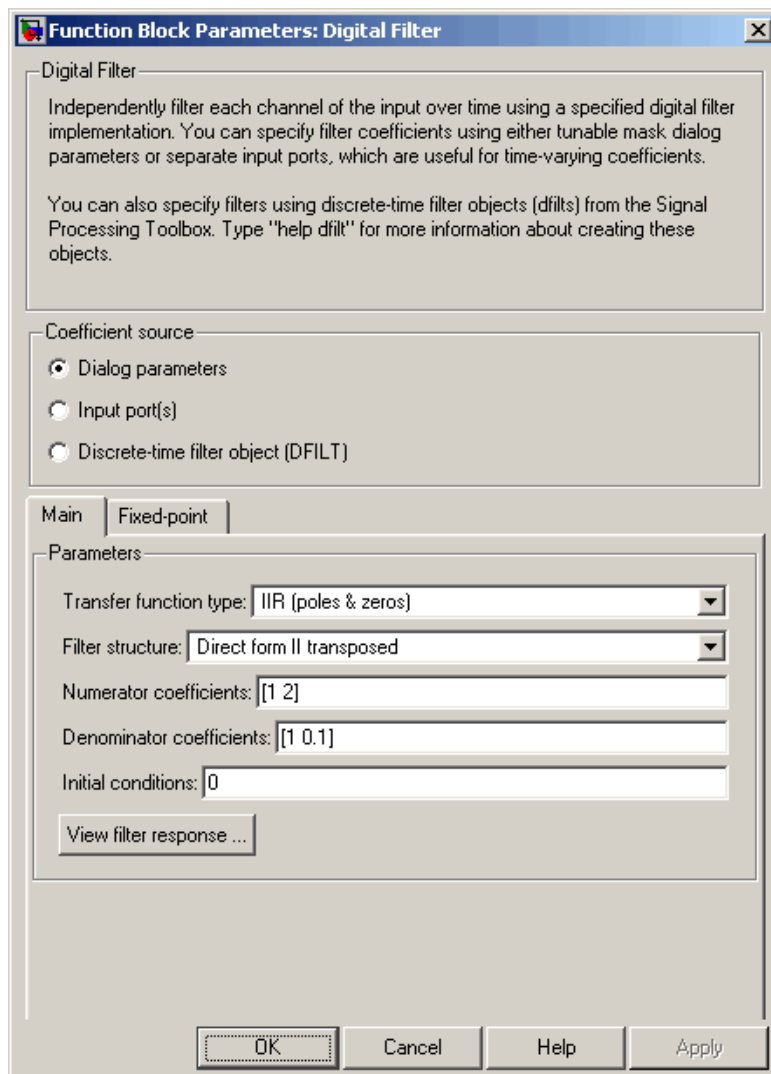 Function Block Parameters: Digital Filter
Digital Filter
Independently filter each channel of the input over time using a specified digital filter
implementation. You can specify filter coefficients using either tunable mask dialog
parameters or separate input ports, which are useful for time-varying coefficients.
You can also specify filters using discrete-time filter objects (dfilts) from the Signal
Processing Toolbox. Type "help dfilt" for more information about creating these
objects.
Coefficient source
Dialog parameters
Input port(s)
Discrete-time filter object (DFILT)
Main Fixed-point
Parameters
Transfer function type: IIR (poles & zeros)
Filter structure: Direct form II transposed
Numerator coefficients: [1 2]
Denominator coefficients: [1 0.1]
Initial conditions: 0
View filter response ...
OK Cancel Help Apply